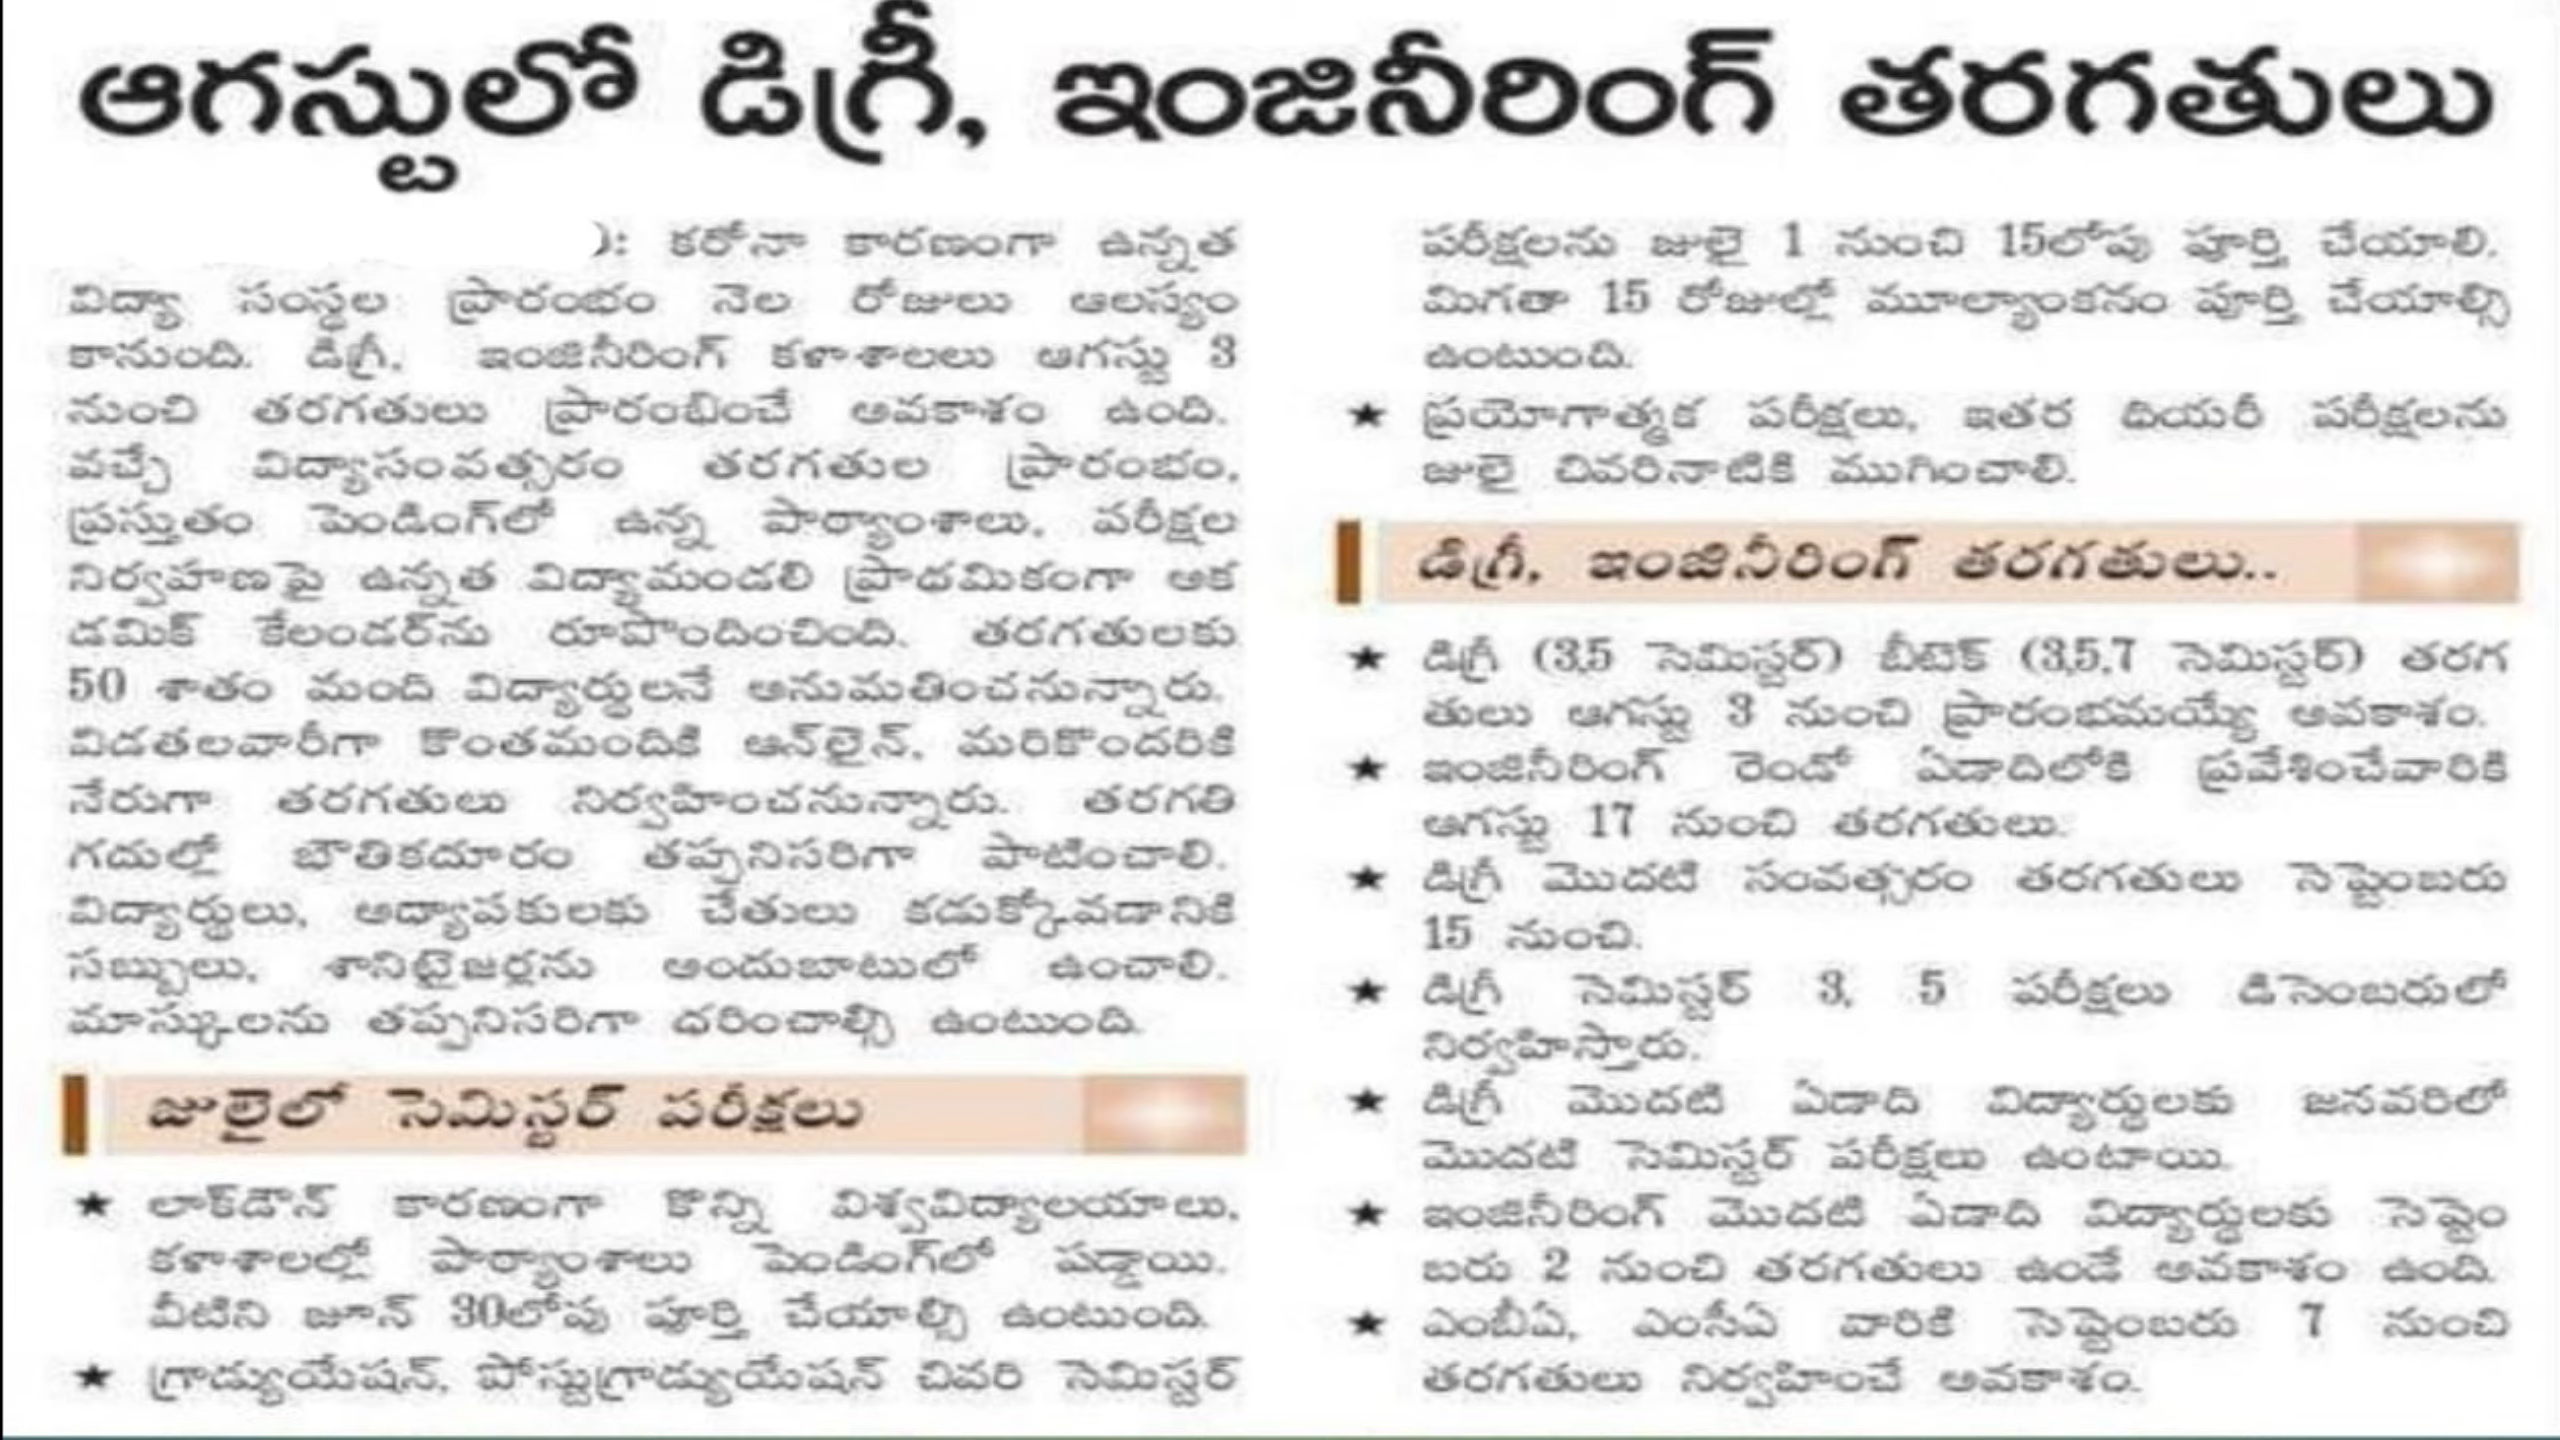 ఆగస్టులో డిగ్రీ, ఇంజినీరింగ్ తరగతులు
): కరోనా కారణంగా ఉన్నత
విద్యా సంస్థల ప్రారంభం నెల రోజులు ఆలస్యం
కానుంది. డిగ్రీ, ఇంజినీరింగ్ కళాశాలలు ఆగస్టు 3
నుంచి తరగతులు ప్రారంభించే అవకాశం ఉంది.
వచ్చే విద్యాసంవత్సరం తరగతుల ప్రారంభం,
ప్రస్తుతం పెండింగ్‌లో ఉన్న పాఠ్యాంశాలు, పరీక్షల
నిర్వహణపై ఉన్నత విద్యామండలి ప్రాథమికంగా అక
డమిక్ కేలండర్‌ను రూపొందించింది. తరగతులకు
50 శాతం మంది విద్యార్థులనే అనుమతించనున్నారు.
విడతలవారీగా కొంతమందికి ఆన్‌లైన్, మరికొందరికి
నేరుగా తరగతులు నిర్వహించనున్నారు. తరగతి
గదుల్లో భౌతికదూరం తప్పనిసరిగా పాటించాలి.
విద్యార్థులు, అధ్యాపకులకు చేతులు కడుక్కోవడానికి
సబ్బులు, శానిటైజర్లను అందుబాటులో ఉంచాలి.
మాస్కులను తప్పనిసరిగా ధరించాల్సి ఉంటుంది.
జులైలో సెమిస్టర్ పరీక్షలు
★ లాక్‌డౌన్ కారణంగా కొన్ని విశ్వవిద్యాలయాలు,
కళాశాలల్లో పాఠ్యాంశాలు పెండింగ్‌లో పడ్డాయి.
వీటిని జూన్ 30లోపు పూర్తి చేయాల్సి ఉంటుంది.
★ గ్రాడ్యుయేషన్, పోస్టుగ్రాడ్యుయేషన్ చివరి సెమిస్టర్
పరీక్షలను జులై 1 నుంచి 15లోపు పూర్తి చేయాలి.
మిగతా 15 రోజుల్లో మూల్యాంకనం పూర్తి చేయాల్సి
ఉంటుంది.
★ ప్రయోగాత్మక పరీక్షలు, ఇతర థియరీ పరీక్షలను
జులై చివరినాటికి ముగించాలి.
డిగ్రీ, ఇంజినీరింగ్ తరగతులు..
★ డిగ్రీ (3,5 సెమిస్టర్) బీటెక్ (3,5,7 సెమిస్టర్) తరగ
తులు ఆగస్టు 3 నుంచి ప్రారంభమయ్యే అవకాశం.
★ ఇంజినీరింగ్ రెండో ఏడాదిలోకి ప్రవేశించేవారికి
ఆగస్టు 17 నుంచి తరగతులు.
★ డిగ్రీ మొదటి సంవత్సరం తరగతులు సెప్టెంబరు
15 నుంచి.
★ డిగ్రీ సెమిస్టర్ 3, 5 పరీక్షలు డిసెంబరులో
నిర్వహిస్తారు.
★ డిగ్రీ మొదటి ఏడాది విద్యార్థులకు జనవరిలో
మొదటి సెమిస్టర్ పరీక్షలు ఉంటాయి.
★ ఇంజినీరింగ్ మొదటి ఏడాది విద్యార్థులకు సెప్టెం
బరు 2 నుంచి తరగతులు ఉండే అవకాశం ఉంది.
★ ఎంబీఏ, ఎంసీఏ వారికి సెప్టెంబరు 7 నుంచి
తరగతులు నిర్వహించే అవకాశం.